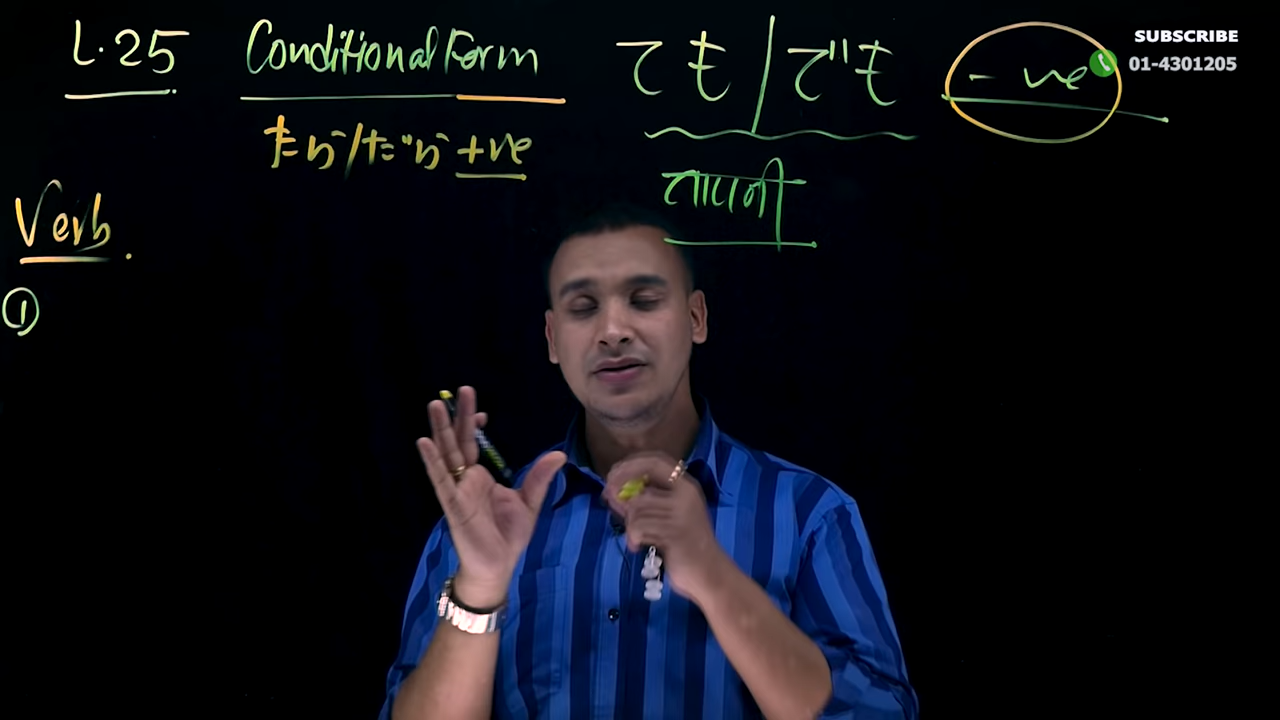 L.25 Conditional Form ても / でも - ve
たら / だら +ve
तापनी
Verb.
①
SUBSCRIBE
01-4301205